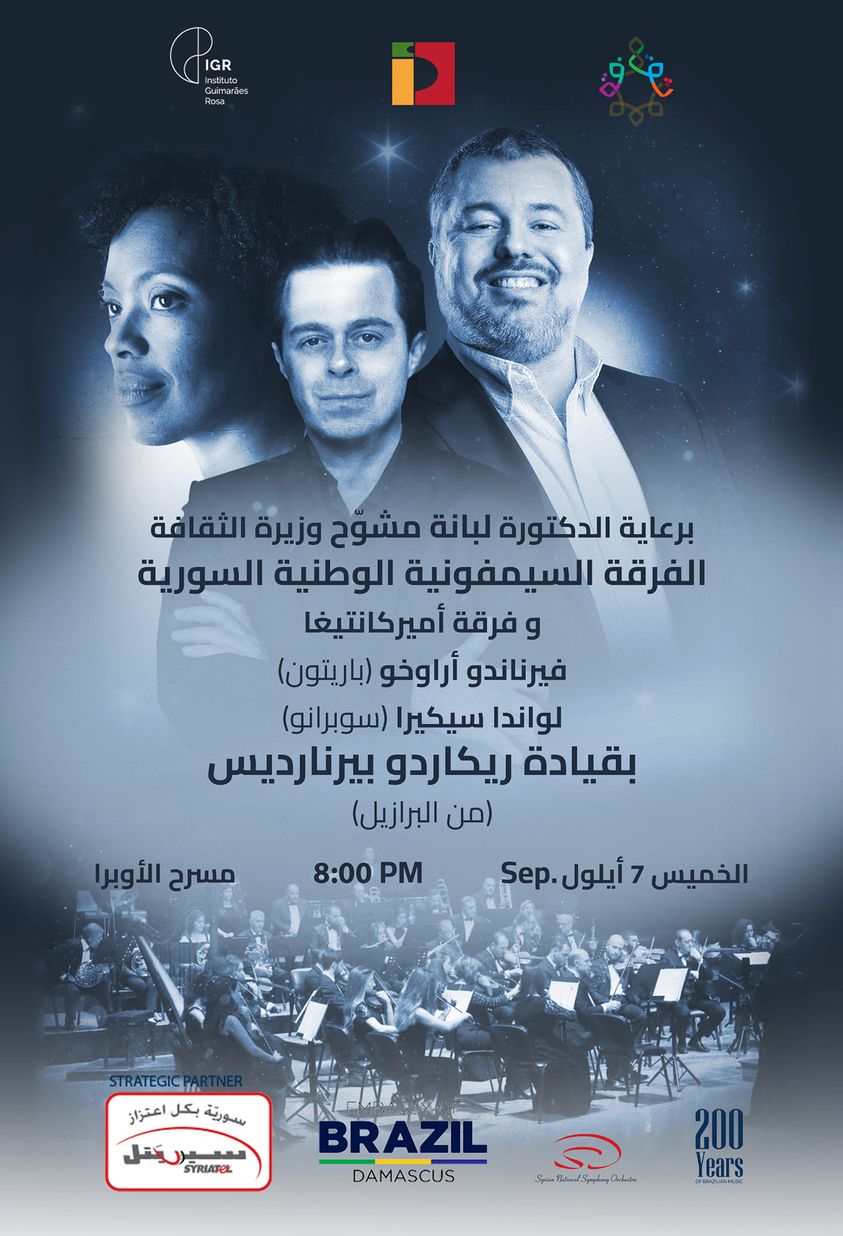 IGR
Instituto
Guimarães
Rosa
برعاية الدكتورة لبانة مشوّح وزيرة الثقافة
الفرقة السيمفونية الوطنية السورية
و فرقة أميركانتيغا
فيرناندو أراوخو (باريتون)
لواندا سيكيرا (سوبرانو)
بقيادة ريكاردو بيرنارديس
(من البرازيل)
الخميس 7 أيلول .Sep 8:00 PM مسرح الأوبرا
STRATEGIC PARTNER
سورية بكل اعتزاز
سيريتل
SYRIATEL
EMBASSY OF
BRAZIL
DAMASCUS
Syrian National Symphony Orchestra
200
Years
OF BRAZILIAN MUSIC